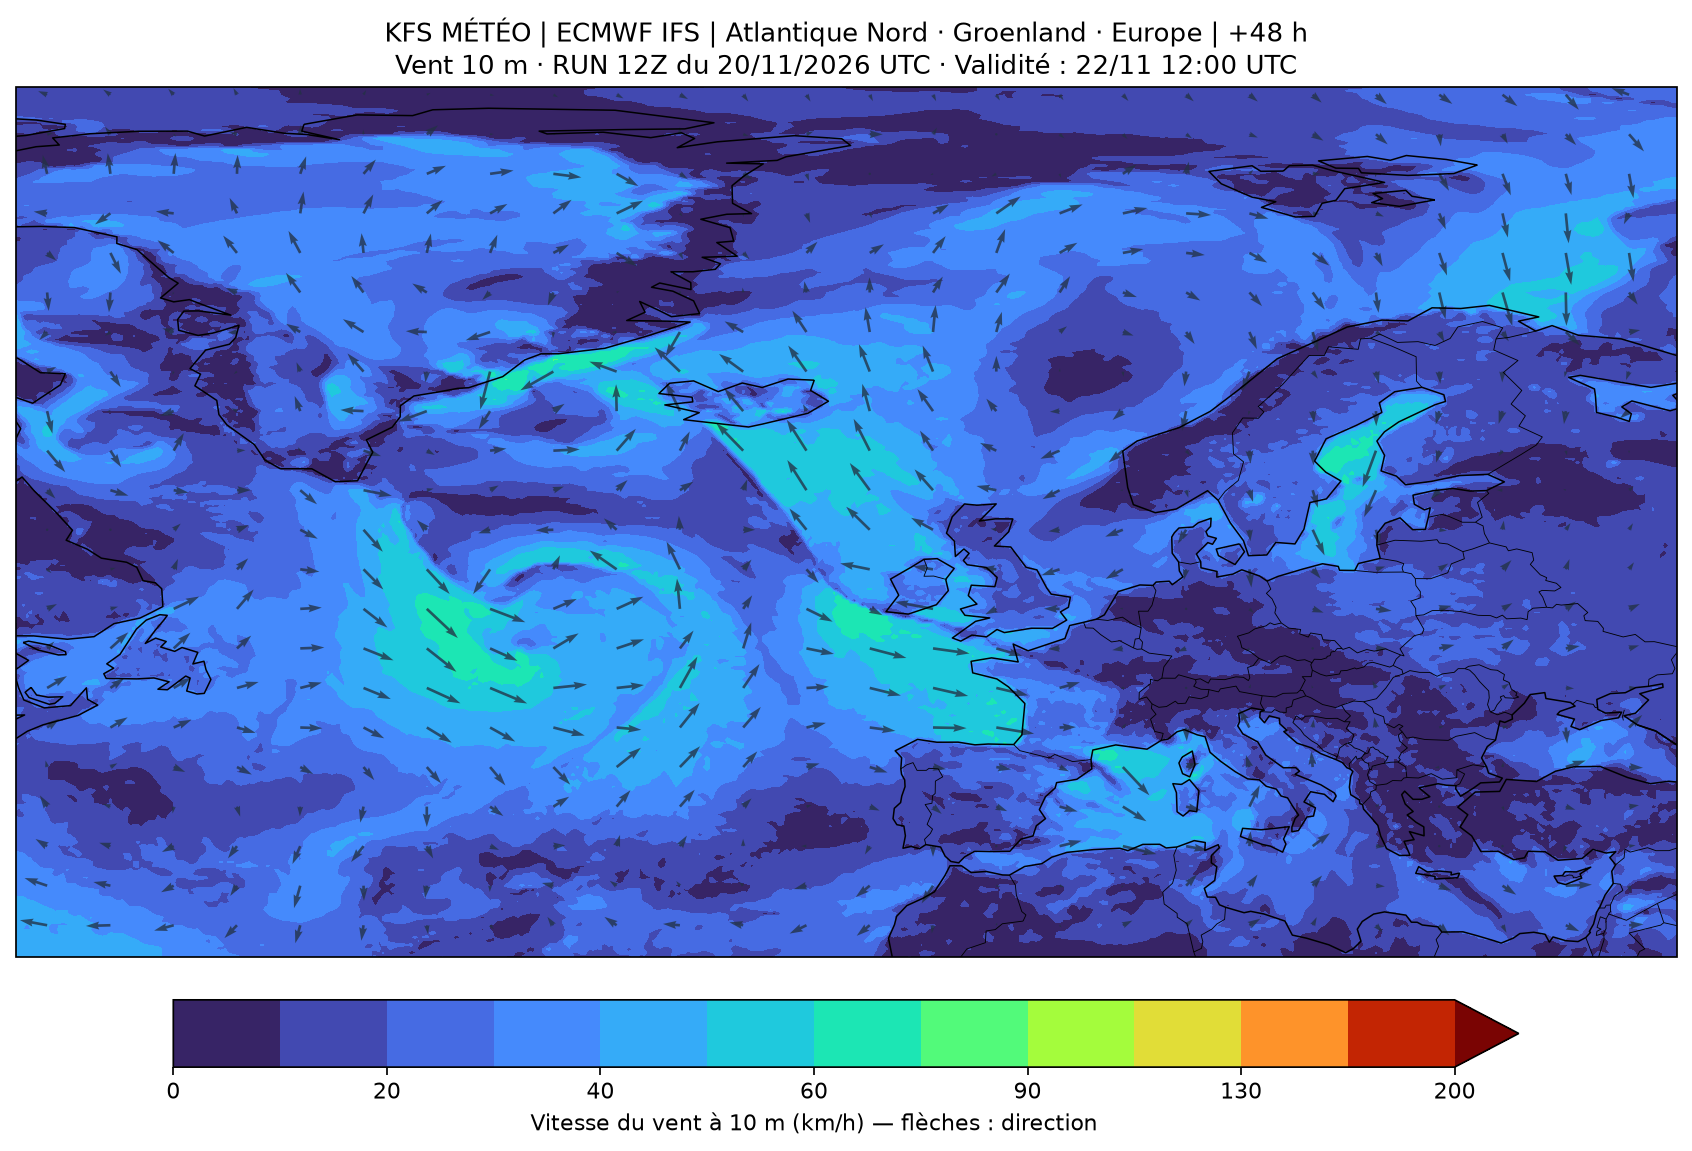 KFS MÉTÉO | ECMWF IFS | Atlantique Nord · Groenland · Europe | +48 h
Vent 10 m · RUN 12Z du 20/11/2026 UTC · Validité : 22/11 12:00 UTC
0 20 40 60 90 130 200
Vitesse du vent à 10 m (km/h) — flèches : direction